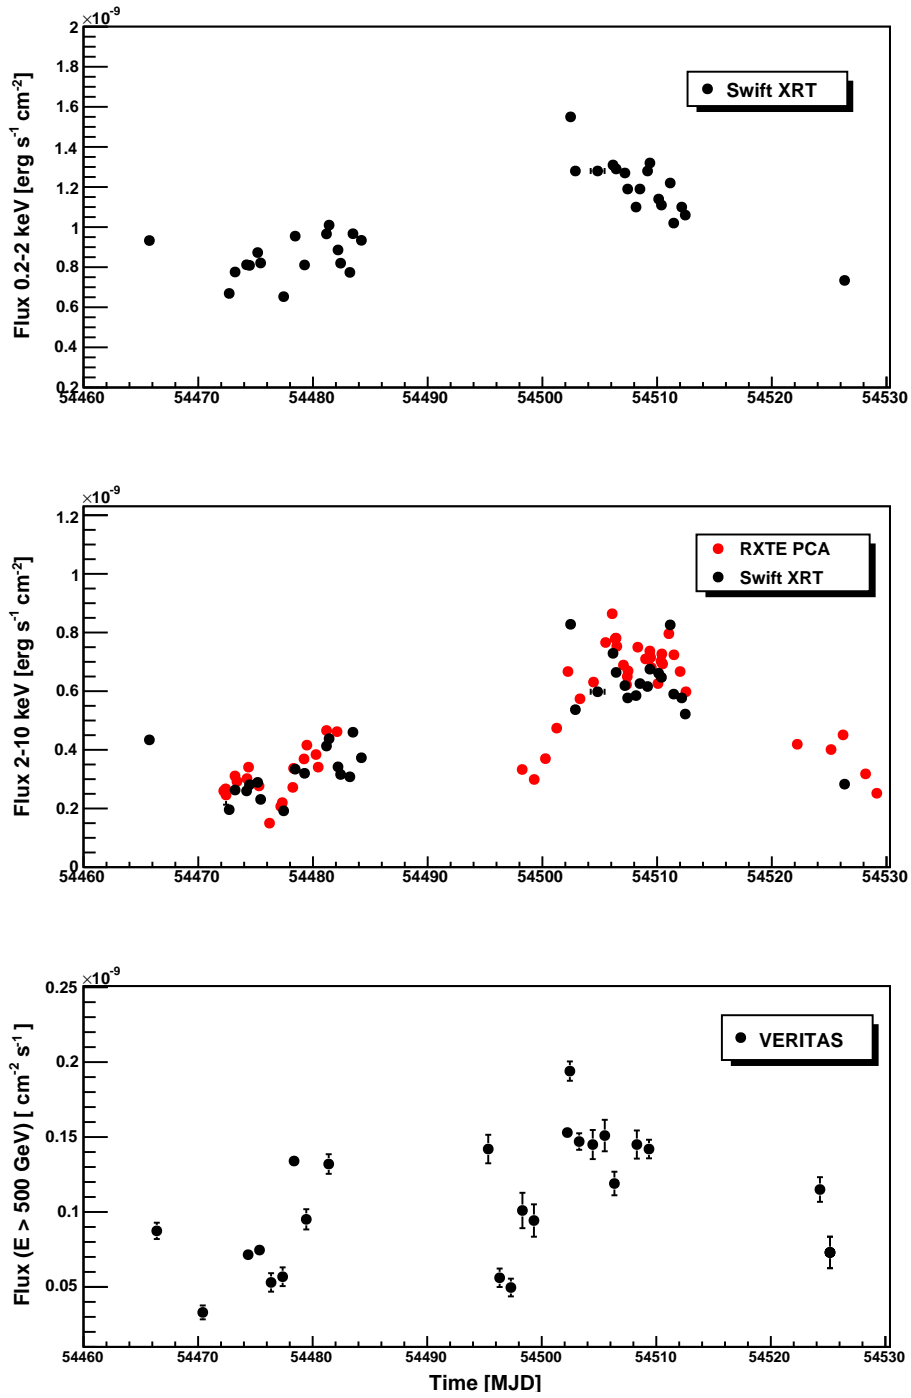 ×10⁻⁹
Flux 0.2-2 keV [erg s⁻¹ cm⁻²]
2
1.8
1.6
1.4
1.2
1
0.8
0.6
0.4
0.2
Swift XRT
54460 54470 54480 54490 54500 54510 54520 54530
×10⁻⁹
Flux 2-10 keV [erg s⁻¹ cm⁻²]
1.2
1
0.8
0.6
0.4
0.2
0
RXTE PCA
Swift XRT
54460 54470 54480 54490 54500 54510 54520 54530
×10⁻⁹
Flux (E > 500 GeV) [ cm⁻² s⁻¹ ]
0.25
0.2
0.15
0.1
0.05
VERITAS
54460 54470 54480 54490 54500 54510 54520 54530
Time [MJD]